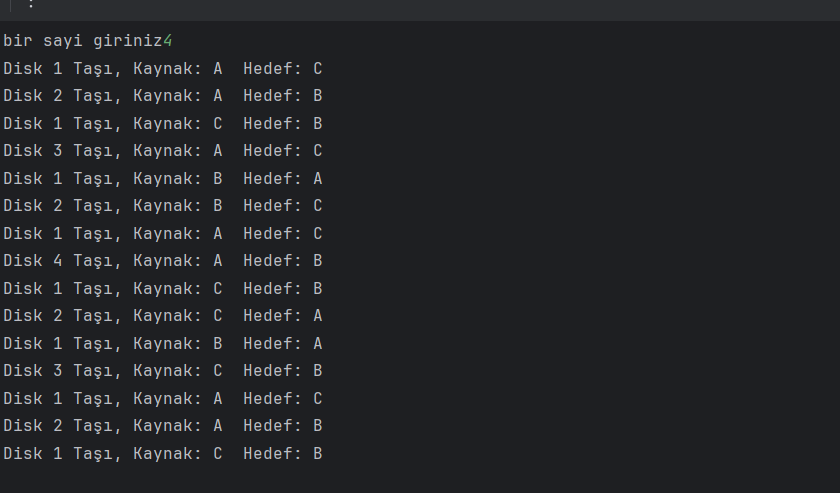 bir sayi giriniz4
Disk 1 Taşı, Kaynak: A  Hedef: C
Disk 2 Taşı, Kaynak: A  Hedef: B
Disk 1 Taşı, Kaynak: C  Hedef: B
Disk 3 Taşı, Kaynak: A  Hedef: C
Disk 1 Taşı, Kaynak: B  Hedef: A
Disk 2 Taşı, Kaynak: B  Hedef: C
Disk 1 Taşı, Kaynak: A  Hedef: C
Disk 4 Taşı, Kaynak: A  Hedef: B
Disk 1 Taşı, Kaynak: C  Hedef: B
Disk 2 Taşı, Kaynak: C  Hedef: A
Disk 1 Taşı, Kaynak: B  Hedef: A
Disk 3 Taşı, Kaynak: C  Hedef: B
Disk 1 Taşı, Kaynak: A  Hedef: C
Disk 2 Taşı, Kaynak: A  Hedef: B
Disk 1 Taşı, Kaynak: C  Hedef: B